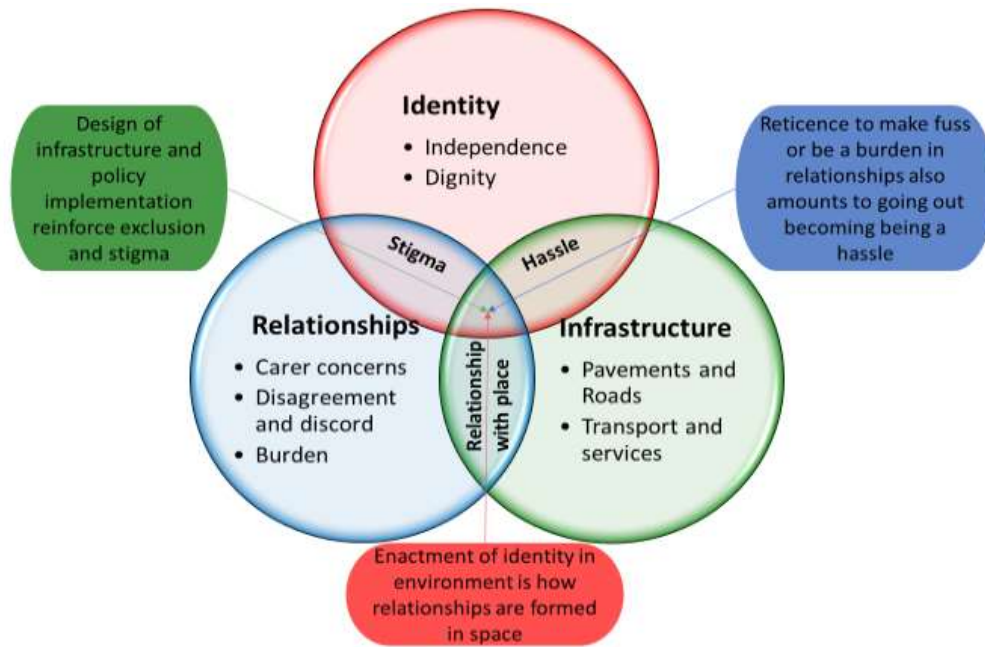 Identity
• Independence
• Dignity
Design of
infrastructure and
policy
implementation
reinforce exclusion
and stigma
Reticence to make fuss
or be a burden in
relationships also
amounts to going out
becoming being a
hassle
Stigma
Hassle
Relationships
• Carer concerns
• Disagreement
and discord
• Burden
Relationship
with place
Infrastructure
• Pavements and
Roads
• Transport and
services
Enactment of identity in
environment is how
relationships are formed
in space